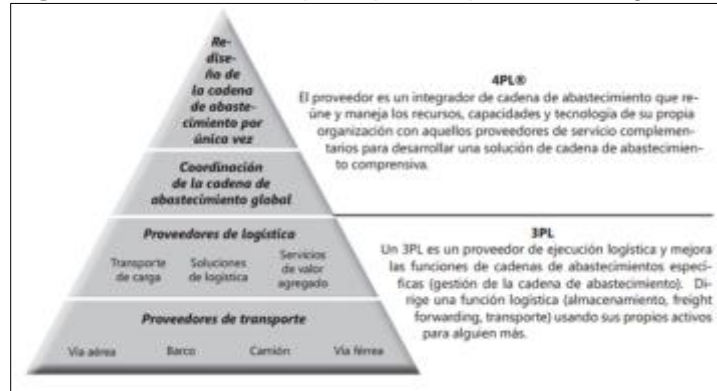 Re-
dise-
ña de
la cadena
de abaste-
cimiento por
única vez
Coordinación
de la cadena de
abastecimiento global
Proveedores de logística
Transporte
de carga
Soluciones
de logística
Servicios
de valor
agregado
Proveedores de transporte
Vía aérea
Barco
Camión
Vía férrea
4PL®
El proveedor es un integrador de cadena de abastecimiento que re-
úne y maneja los recursos, capacidades y tecnología de su propia
organización con aquellos proveedores de servicio complemen-
tarios para desarrollar una solución de cadena de abastecimien-
to comprensiva.
3PL
Un 3PL es un proveedor de ejecución logística y mejora
las funciones de cadenas de abastecimientos especí-
ficas (gestión de la cadena de abastecimiento). Di-
rige una función logística (almacenamiento, freight
forwarding, transporte) usando sus propios activos
para alguien más.